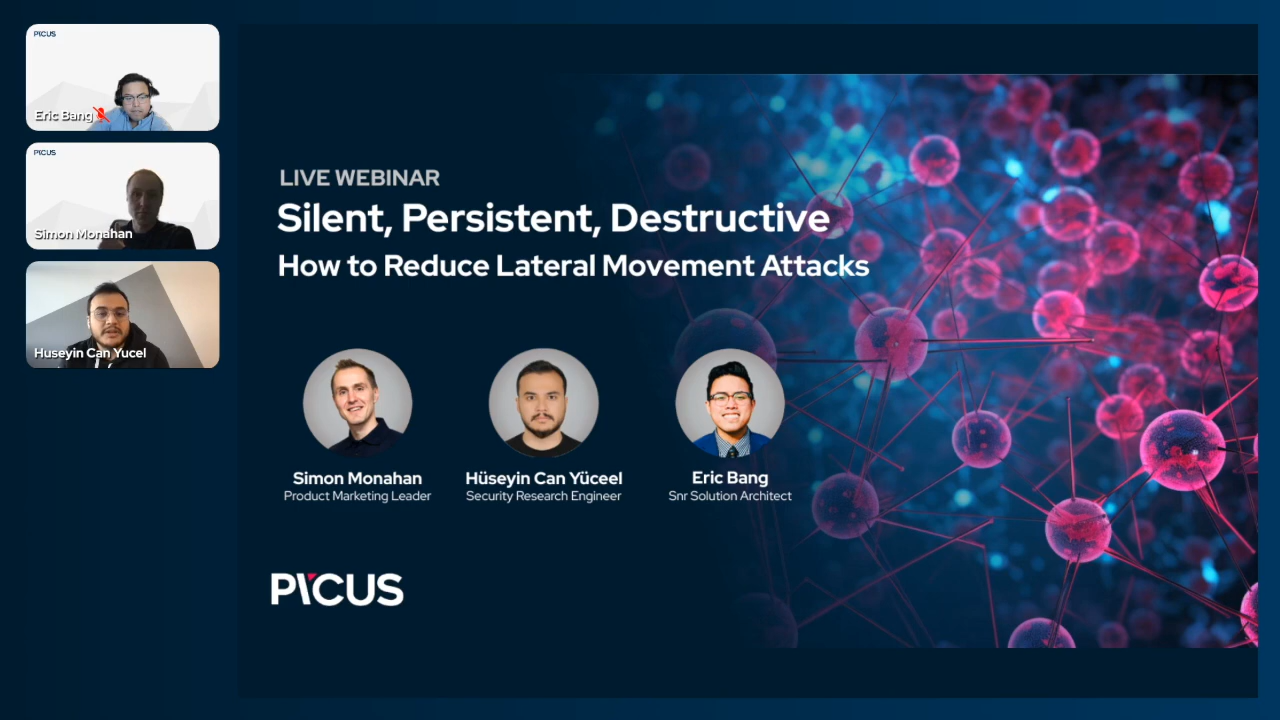 PICUS
Eric Bang
PICUS
Simon Monahan
Huseyin Can Yucel
LIVE WEBINAR
Silent, Persistent, Destructive
How to Reduce Lateral Movement Attacks
Simon Monahan
Product Marketing Leader
Hüseyin Can Yüceel
Security Research Engineer
Eric Bang
Snr Solution Architect
PICUS